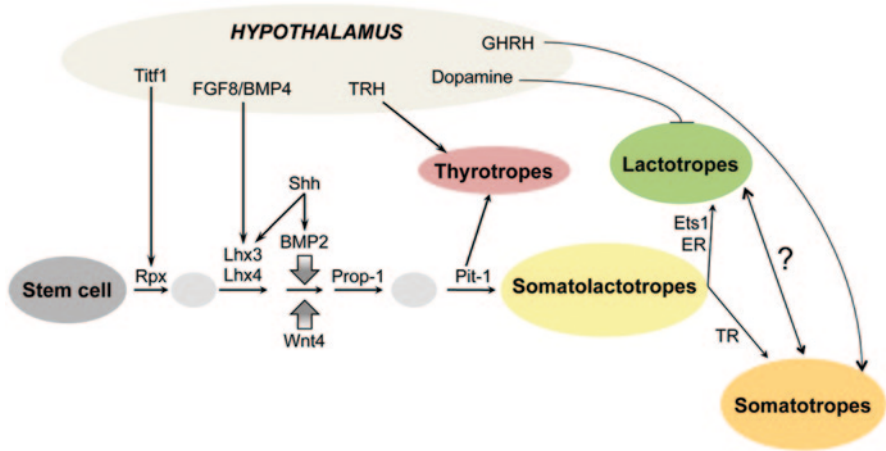 HYPOTHALAMUS
GHRH
Titf1
FGF8/BMP4
TRH
Dopamine
Thyrotropes
Lactotropes
Shh
Ets1
ER
Lhx3
Lhx4
BMP2
?
Stem cell
Rpx
Prop-1
Pit-1
Somatolactotropes
Wnt4
TR
Somatotropes